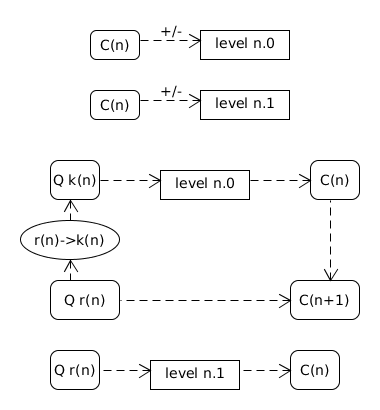 +/-
C(n)
level n.0
+/-
C(n)
level n.1
Q k(n)
level n.0
C(n)
r(n)->k(n)
Q r(n)
C(n+1)
Q r(n)
level n.1
C(n)